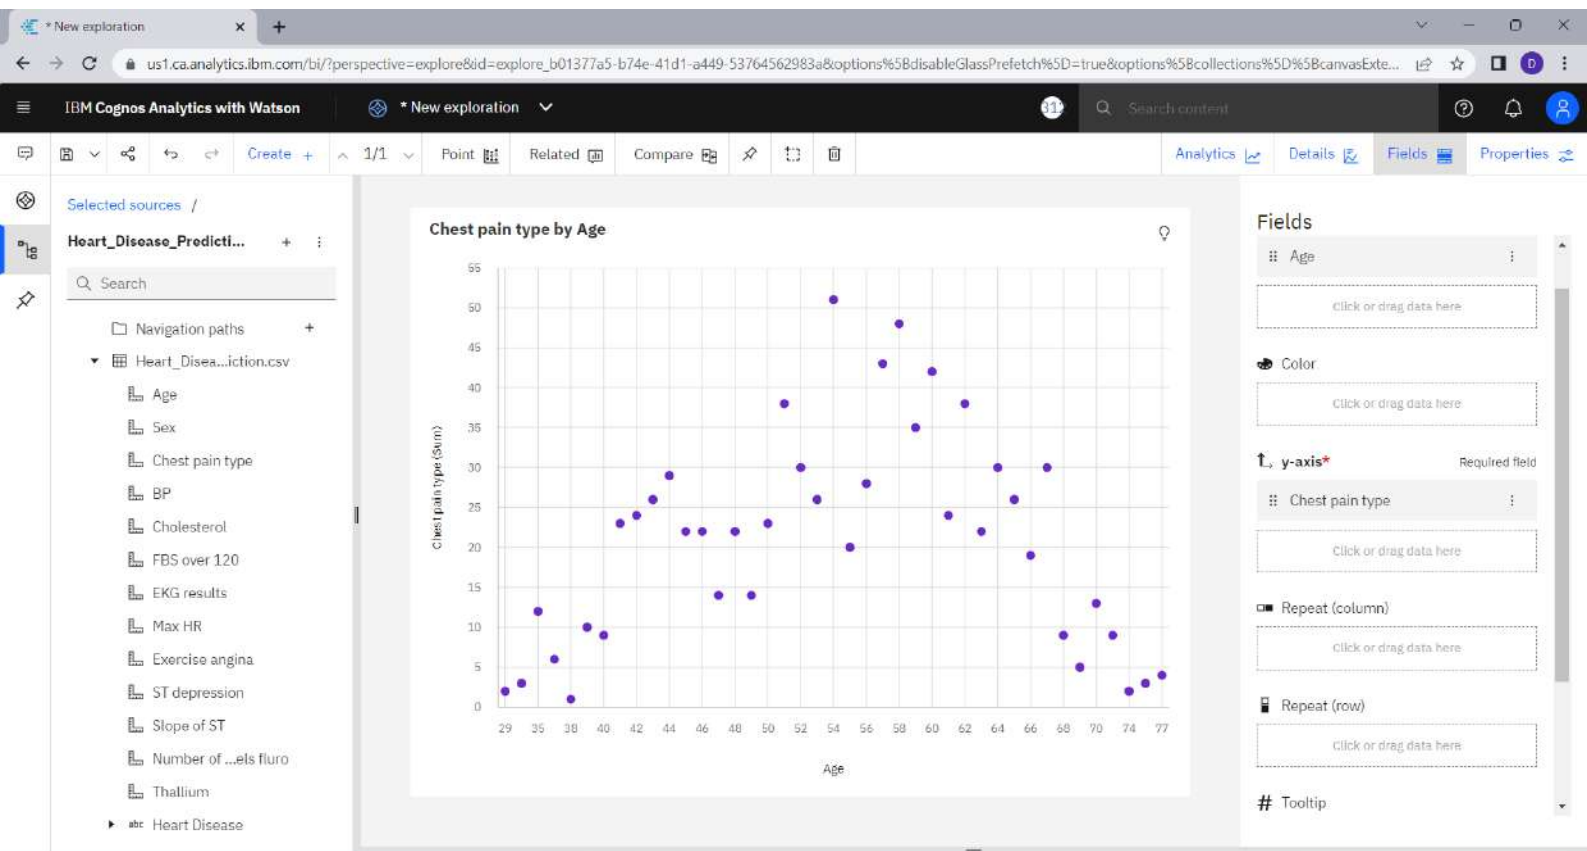 * New exploration
us1.ca.analytics.ibm.com/bi/?perspective=explore&id=explore_b01377a5-b74e-41d1-a449-53764562983a&options%5BdisableGlassPrefetch%5D=true&options%5Bcollections%5D%5BcanvasExte...
D
IBM Cognos Analytics with Watson
* New exploration
Search content
Create +
1/1
Point
Related
Compare
Analytics
Details
Fields
Properties
Selected sources /
Heart_Disease_Predicti...
Search
Navigation paths
Heart_Disea...iction.csv
Age
Sex
Chest pain type
BP
Cholesterol
FBS over 120
EKG results
Max HR
Exercise angina
ST depression
Slope of ST
Number of ...els fluro
Thallium
abc Heart Disease
Chest pain type by Age
Chest pain type (Sum)
55
50
45
40
35
30
25
20
15
10
5
0
29 35 38 40 42 44 46 48 50 52 54 56 58 60 62 64 66 68 70 74 77
Age
Fields
Age
Click or drag data here
Color
Click or drag data here
y-axis* Required field
Chest pain type
Click or drag data here
Repeat (column)
Click or drag data here
Repeat (row)
Click or drag data here
# Tooltip